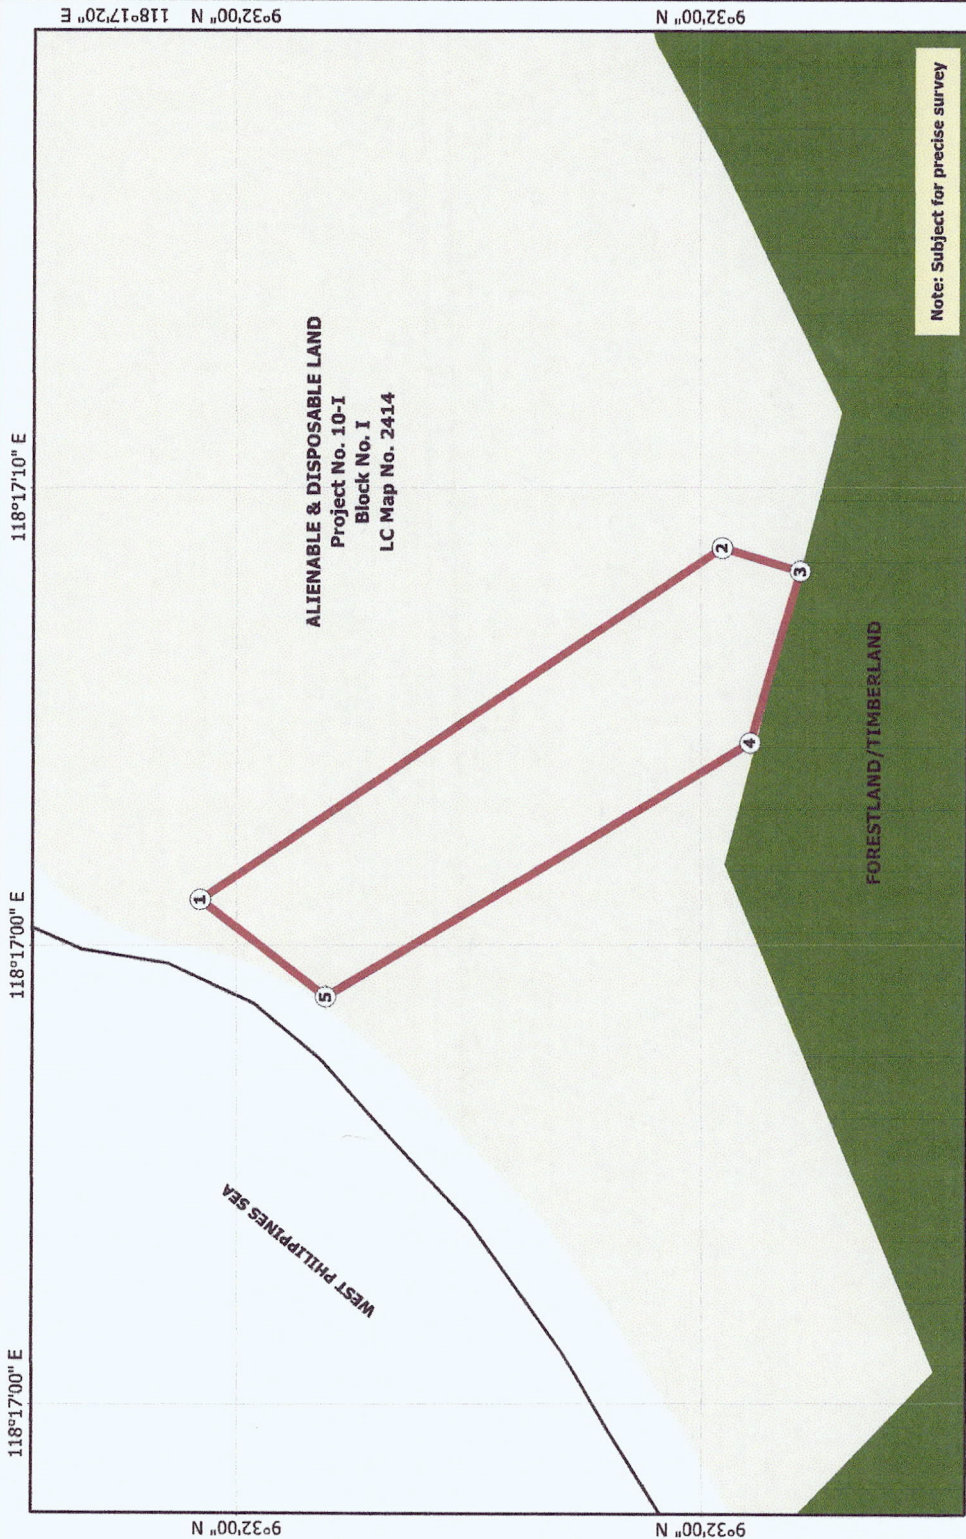 118°17'00" E
118°17'00" E
118°17'10" E
118°17'20" E
9°32'00" N
9°32'00" N
9°32'00" N
9°32'00" N
ALIENABLE & DISPOSABLE LAND
Project No. 10-I
Block No. I
LC Map No. 2414
WEST PHILIPPINES SEA
1
2
3
4
5
FORESTLAND/TIMBERLAND
Note: Subject for precise survey